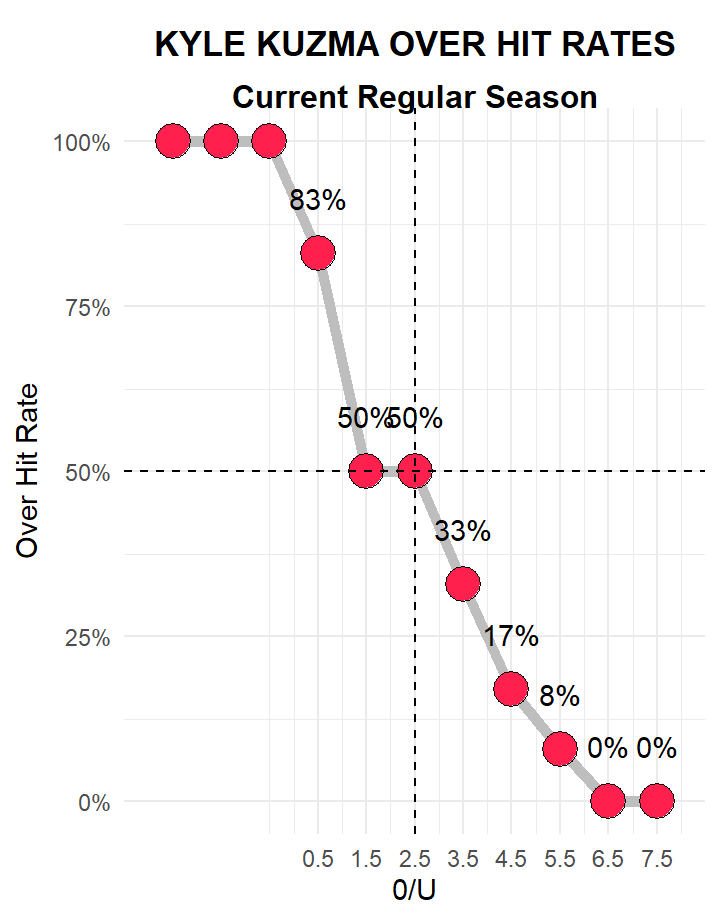 KYLE KUZMA OVER HIT RATES
Current Regular Season
100%
83%
75%
50%
50%
50%
Over Hit Rate
33%
25%
17%
8%
0%
0%
0%
0.5 1.5 2.5 3.5 4.5 5.5 6.5 7.5
0/U